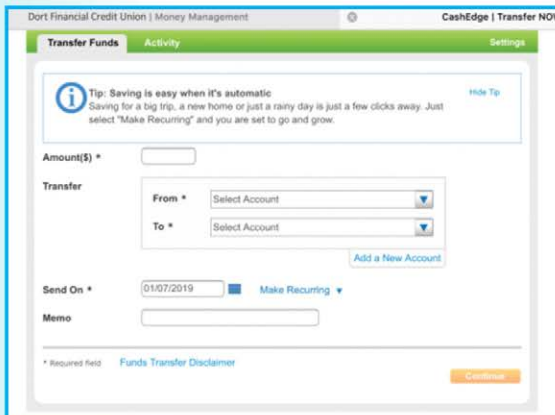 Dort Financial Credit Union | Money Management
CashEdge | Transfer NOW
Transfer Funds
Activity
Settings
Tip: Saving is easy when it's automatic
Hide Tip
Saving for a big trip, a new home or just a rainy day is just a few clicks away. Just
select "Make Recurring" and you are set to go and grow.
Amount($) *
Transfer
From * Select Account
To * Select Account
Add a New Account
Send On * 01/07/2019 Make Recurring
Memo
* Required field Funds Transfer Disclaimer
Continue